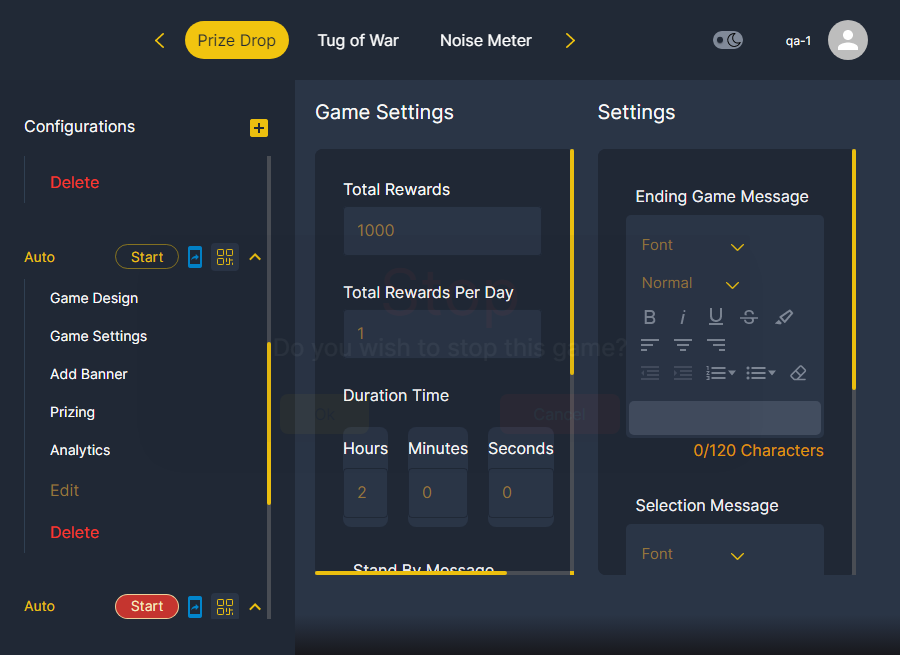 Prize Drop
Tug of War
Noise Meter
qa-1
Configurations
Delete
Auto
Start
Game Design
Game Settings
Add Banner
Prizing
Analytics
Edit
Delete
Auto
Start
Game Settings
Total Rewards
1000
Total Rewards Per Day
1
Duration Time
Hours
Minutes
Seconds
2
0
0
Stand By Message
Settings
Ending Game Message
Font
Normal
B
i
U
S
0/120 Characters
Selection Message
Font
Stop
Do you wish to stop this game?
Ok
Cancel